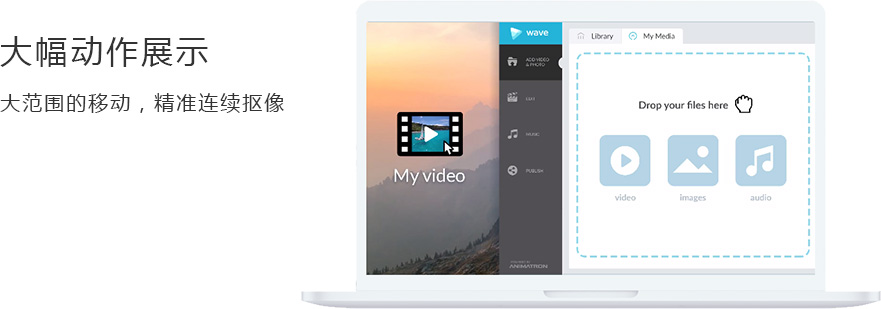 大幅动作展示
大范围的移动，精准连续抠像
wave
Library
My Media
ADD VIDEO
& PHOTO
EDIT
MUSIC
PUBLISH
Drop your files here
My video
video
images
audio
POWERED BY
ANIMATRON